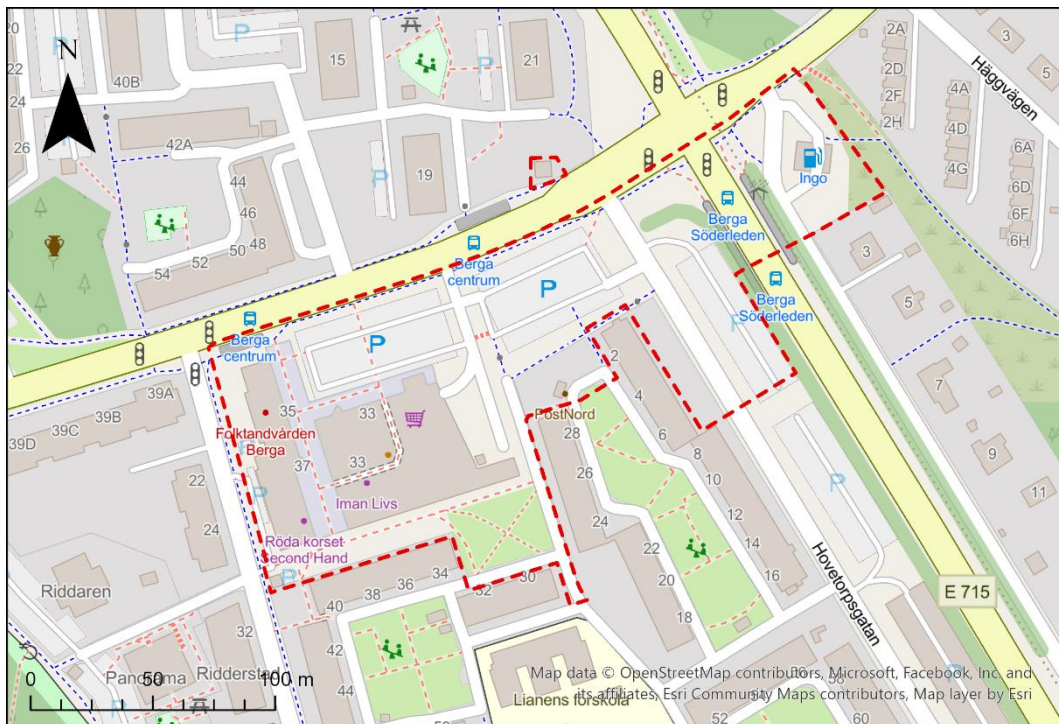 20
22
24
26
40B
P
15
P
21
2A
2D
2F
2H
3
5
Häggvägen
N
42A
44
46
48
50
52
54
P
19
4A
4D
4G
6A
6D
6F
6H
Ingo
Berga
Söderleden
Berga
centrum
P
Berga
centrum
P
Berga
Söderleden
3
5
P
39A
39B
39C
39D
35
33
33
37
Folktandvården
Berga
P
Iman Livs
Röda korset
Second Hand
P
PostNord
2
4
6
8
10
12
14
16
28
26
24
22
20
18
7
9
11
P
22
24
Riddaren
P
40
38
36
34
32
30
Hovetorpsgatan
E 715
32
Ridderstad
Panorama
42
44
Lianens förskola
56
58
54
52
60
P
0 50 100 m
Map data © OpenStreetMap contributors, Microsoft, Facebook, Inc. and
its affiliates, Esri Community Maps contributors, Map layer by Esri